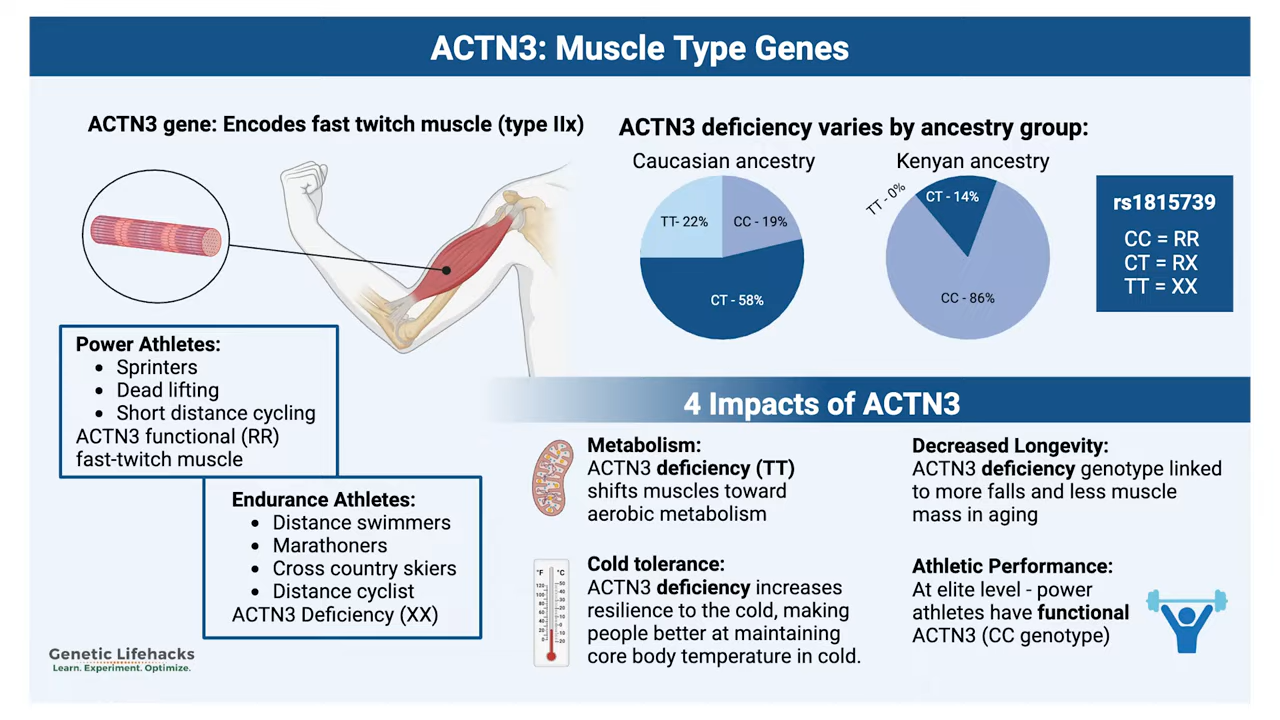 ACTN3: Muscle Type Genes
ACTN3 gene: Encodes fast twitch muscle (type IIx)
Power Athletes:
• Sprinters
• Dead lifting
• Short distance cycling
ACTN3 functional (RR)
fast-twitch muscle
Endurance Athletes:
• Distance swimmers
• Marathoners
• Cross country skiers
• Distance cyclist
ACTN3 Deficiency (XX)
Genetic Lifehacks
Learn. Experiment. Optimize.
ACTN3 deficiency varies by ancestry group:
Caucasian ancestry
TT- 22%
CC - 19%
CT - 58%
Kenyan ancestry
TT - 0%
CT - 14%
CC - 86%
rs1815739
CC = RR
CT = RX
TT = XX
4 Impacts of ACTN3
Metabolism:
ACTN3 deficiency (TT)
shifts muscles toward
aerobic metabolism
Decreased Longevity:
ACTN3 deficiency genotype linked
to more falls and less muscle
mass in aging
°F °C
Cold tolerance:
ACTN3 deficiency increases
resilience to the cold, making
people better at maintaining
core body temperature in cold.
Athletic Performance:
At elite level - power
athletes have functional
ACTN3 (CC genotype)